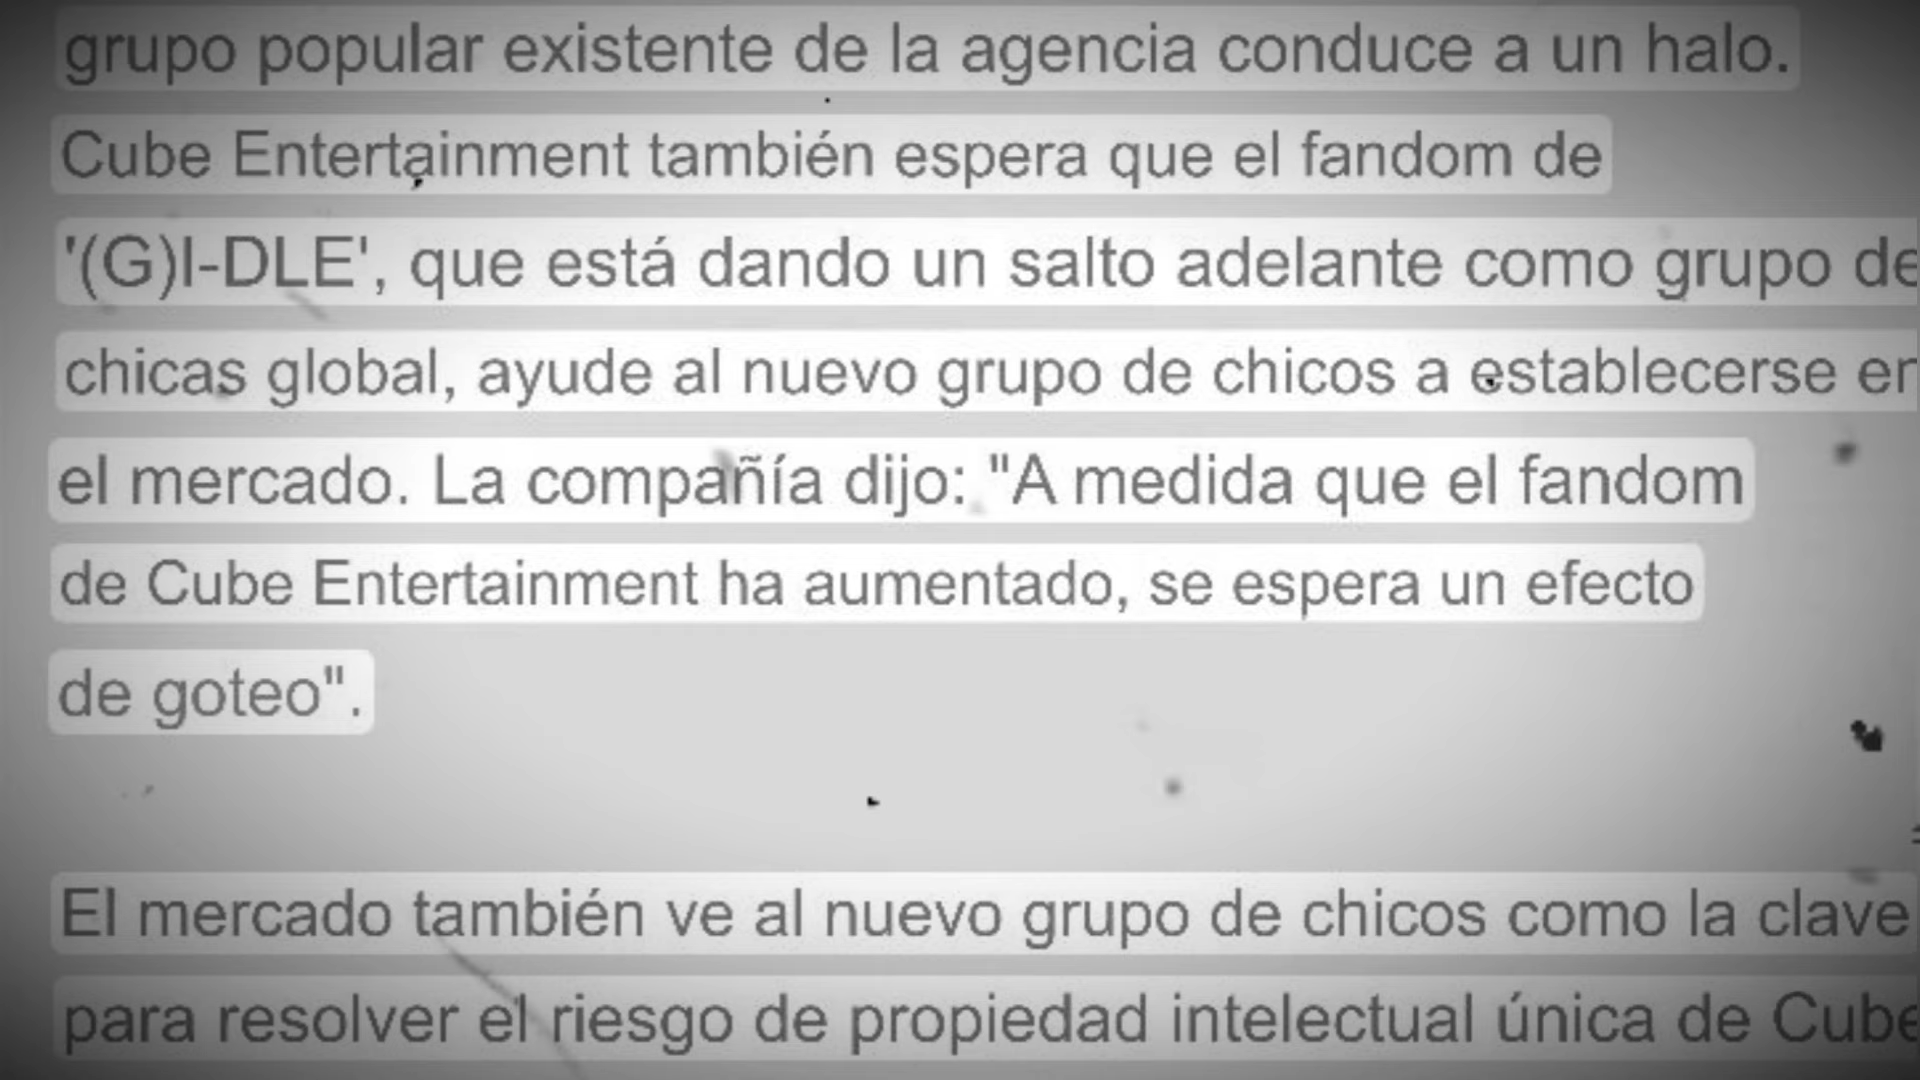 grupo popular existente de la agencia conduce a un halo.
Cube Entertainment también espera que el fandom de
'(G)I-DLE', que está dando un salto adelante como grupo de
chicas global, ayude al nuevo grupo de chicos a establecerse en
el mercado. La compañía dijo: "A medida que el fandom
de Cube Entertainment ha aumentado, se espera un efecto
de goteo".
El mercado también ve al nuevo grupo de chicos como la clave
para resolver el riesgo de propiedad intelectual única de Cube